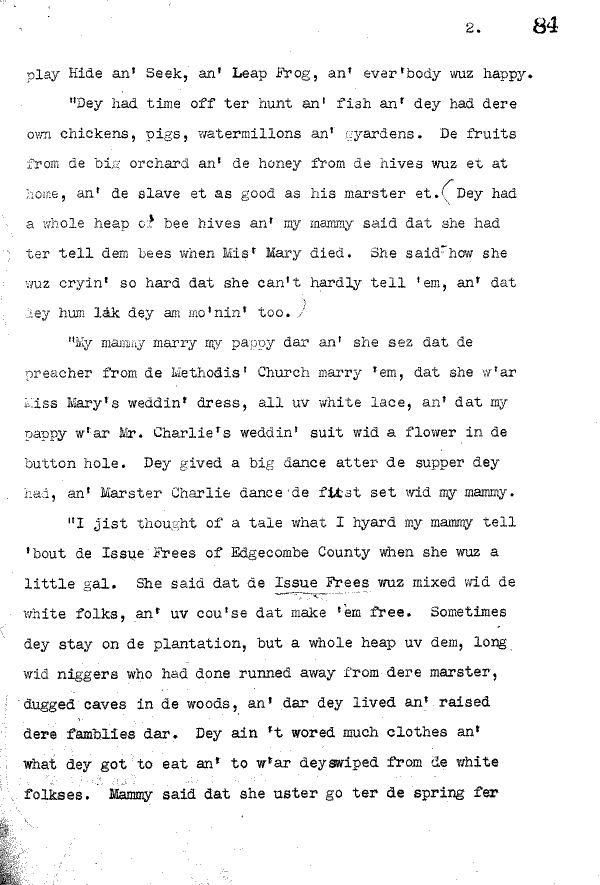 2. 84
play Hide an' Seek, an' Leap Frog, an' ever'body wuz happy.
"Dey had time off ter hunt an' fish an' dey had dere
own chickens, pigs, watermillons an' gyardens. De fruits
from de big orchard an' de honey from de hives wuz et at
home, an' de slave et as good as his marster et. (Dey had
a whole heap o' bee hives an' my mammy said dat she had
ter tell dem bees when Mis' Mary died. She said how she
wuz cryin' so hard dat she can't hardly tell 'em, an' dat
dey hum lak dey am mo'nin' too.)
"My mammy marry my pappy dar an' she sez dat de
preacher from de Methodis' Church marry 'em, dat she w'ar
Miss Mary's weddin' dress, all uv white lace, an' dat my
pappy w'ar Mr. Charlie's weddin' suit wid a flower in de
button hole. Dey gived a big dance atter de supper dey
had, an' Marster Charlie dance de first set wid my mammy.
"I jist thought of a tale what I hyard my mammy tell
'bout de Issue Frees of Edgecombe County when she wuz a
little gal. She said dat de Issue Frees wuz mixed wid de
white folks, an' uv cou'se dat make 'em free. Sometimes
dey stay on de plantation, but a whole heap uv dem, long
wid niggers who had done runned away from dere marster,
dugged caves in de woods, an' dar dey lived an' raised
dere famblies dar. Dey ain 't wored much clothes an'
what dey got to eat an' to w'ar dey swiped from de white
folkses. Mammy said dat she uster go ter de spring fer